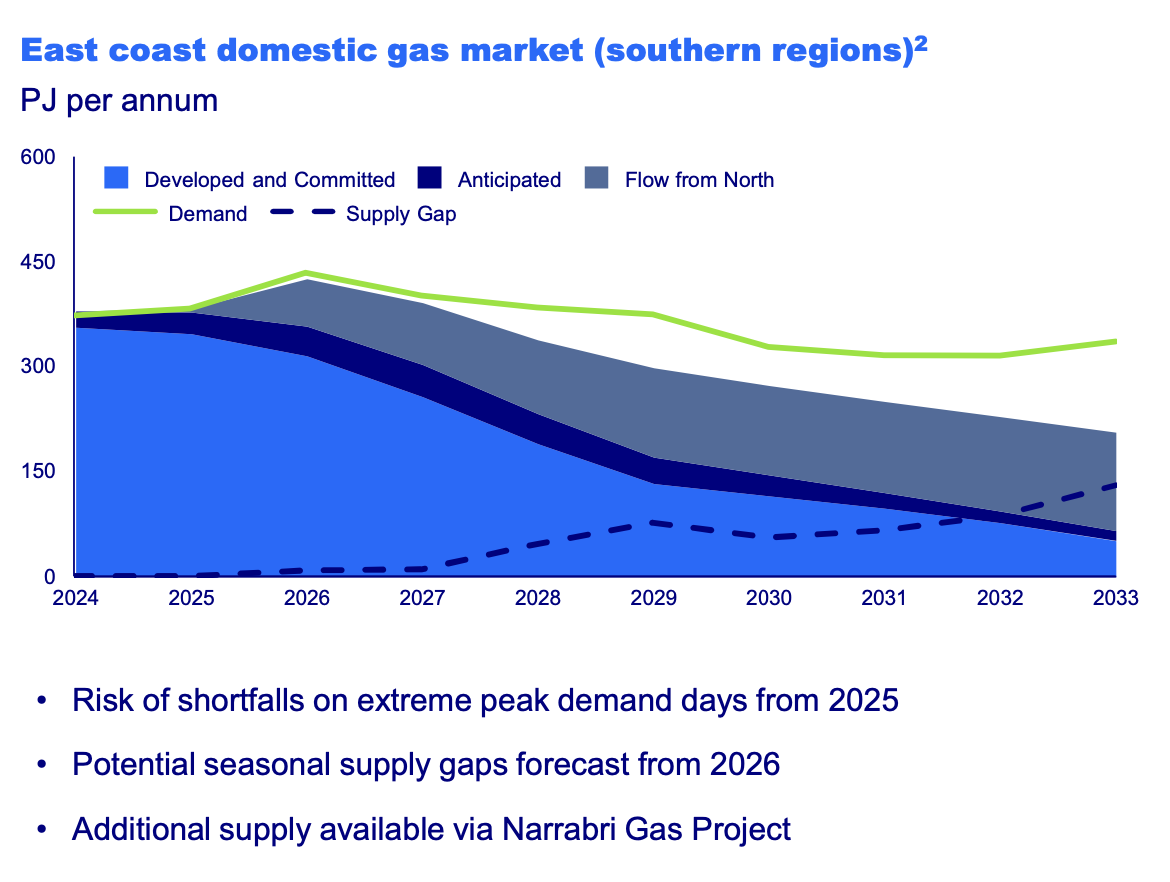 East coast domestic gas market (southern regions)²
PJ per annum
600
Developed and Committed Anticipated Flow from North
Demand Supply Gap
450
300
150
0
2024 2025 2026 2027 2028 2029 2030 2031 2032 2033
• Risk of shortfalls on extreme peak demand days from 2025
• Potential seasonal supply gaps forecast from 2026
• Additional supply available via Narrabri Gas Project